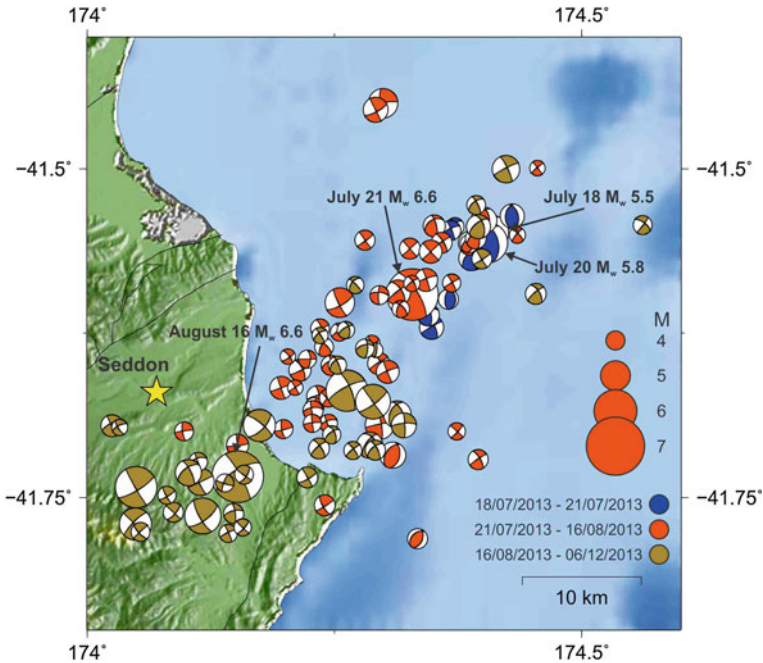 174°
174.5°
−41.5°
−41.5°
July 21 Mw 6.6
July 18 Mw 5.5
July 20 Mw 5.8
August 16 Mw 6.6
Seddon
M
4
5
6
7
−41.75°
−41.75°
18/07/2013 - 21/07/2013
21/07/2013 - 16/08/2013
16/08/2013 - 06/12/2013
10 km
174°
174.5°